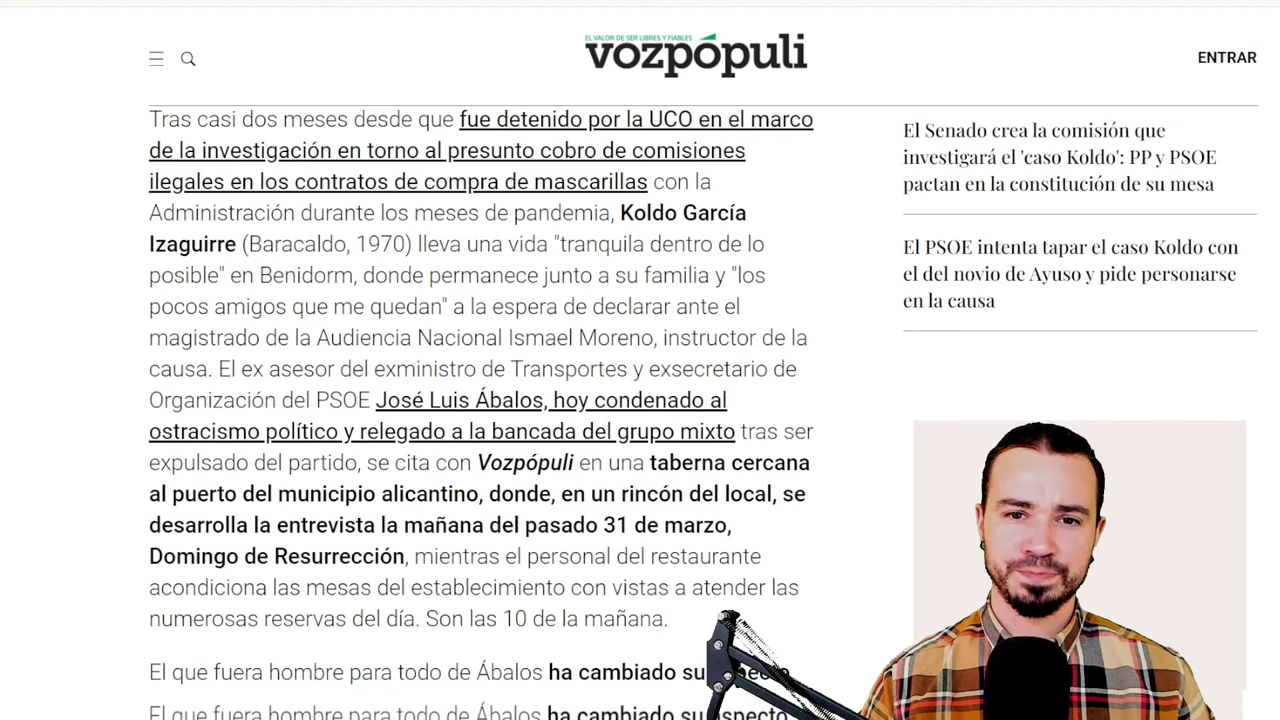 EL VALOR DE SER LIBRES Y FIABLES
vozpópuli
ENTRAR
Tras casi dos meses desde que fue detenido por la UCO en el marco
de la investigación en torno al presunto cobro de comisiones
ilegales en los contratos de compra de mascarillas con la
Administración durante los meses de pandemia, Koldo García
Izaguirre (Baracaldo, 1970) lleva una vida "tranquila dentro de lo
posible" en Benidorm, donde permanece junto a su familia y "los
pocos amigos que me quedan" a la espera de declarar ante el
magistrado de la Audiencia Nacional Ismael Moreno, instructor de la
causa. El ex asesor del exministro de Transportes y exsecretario de
Organización del PSOE José Luis Ábalos, hoy condenado al
ostracismo político y relegado a la bancada del grupo mixto tras ser
expulsado del partido, se cita con Vozpópuli en una taberna cercana
al puerto del municipio alicantino, donde, en un rincón del local, se
desarrolla la entrevista la mañana del pasado 31 de marzo,
Domingo de Resurrección, mientras el personal del restaurante
acondiciona las mesas del establecimiento con vistas a atender las
numerosas reservas del día. Son las 10 de la mañana.
El que fuera hombre para todo de Ábalos ha cambiado su
El que fuera hombre para todo de Ábalos ha cambiado su aspecto
El Senado crea la comisión que
investigará el 'caso Koldo': PP y PSOE
pactan en la constitución de su mesa
El PSOE intenta tapar el caso Koldo con
el del novio de Ayuso y pide personarse
en la causa